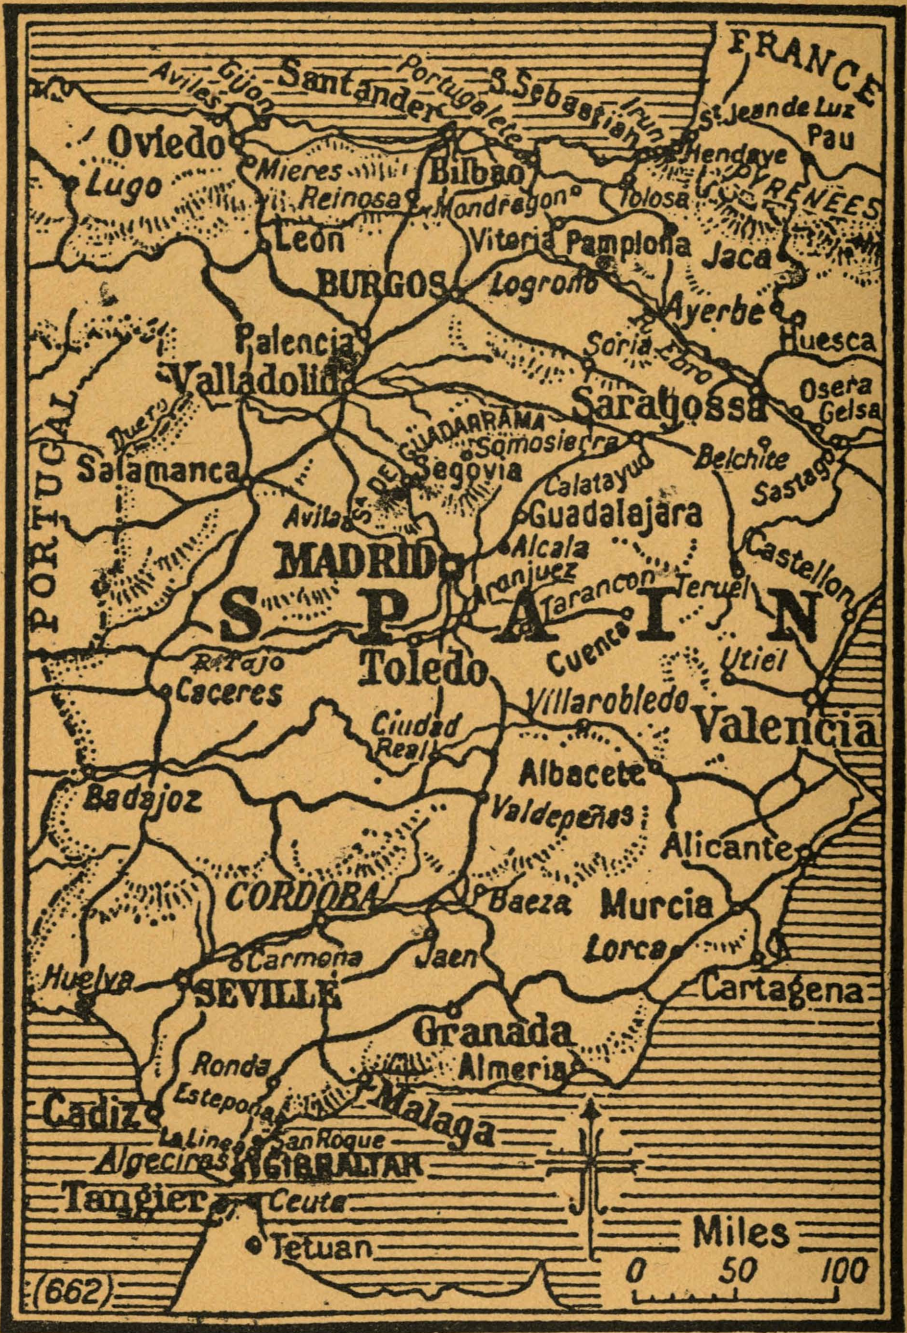 FRANCE
Aviles
Gijon
Santander
Portugalete
S. Sebastian
Irun
St Jean de Luz
Pau
Oviedo
Mieres
Bilbao
Hendaye
PYRENEES
Lugo
Reinosa
Mondragon
Tolosa
Leon
Vitoria
Pamplona
Jaca
BURGOS
Logroño
Ayerbe
Palencia
Soria
Ebro
Huesca
Valladolid
Saragossa
Osera
Gelsa
PORTUGAL
Duero
Sa DE GUADARRAMA
Somosierra
Salamanca
Segovia
Calatayud
Belchite
Sastago
Avila
Guadalajara
MADRID
Alcala
Castellon
Aranjuez
Tarancon
Teruel
SPAIN
R. Tajo
Toledo
Cuenca
Utiel
Caceres
Villarobledo
Valencia
Ciudad
Real
Albacete
Badajoz
Valdepeñas
Alicante
CORDOBA
Baeza
Murcia
Carmona
Jaen
Lorca
Huelva
SEVILLE
Cartagena
Granada
Ronda
Almeria
Estepona
Cadiz
Malaga
La Linea
San Roque
Algeciras
GIBRALTAR
Tangier
Ceuta
Tetuan
Miles
0 50 100
(662)